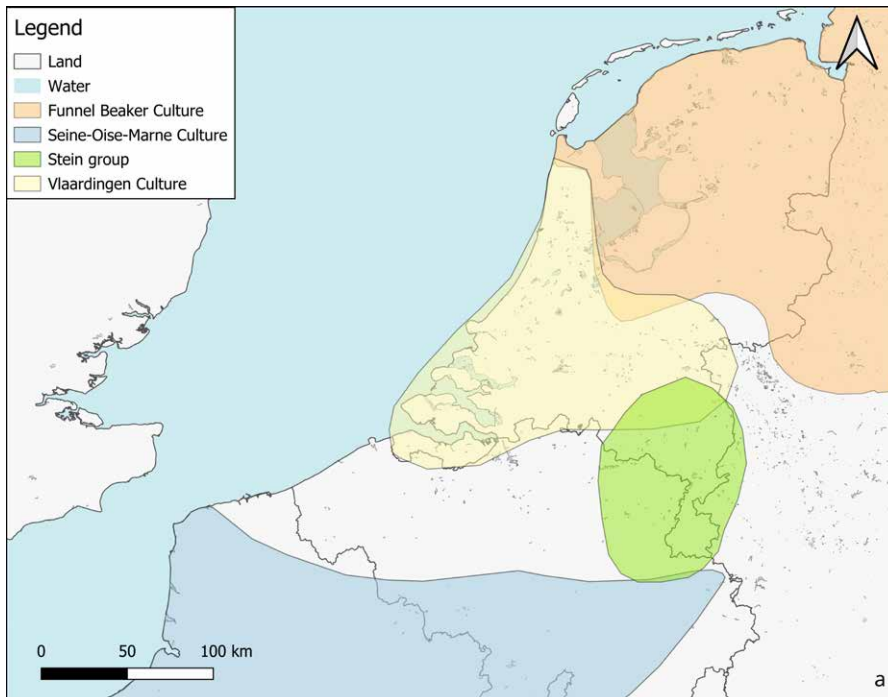 Legend
Land
Water
Funnel Beaker Culture
Seine-Oise-Marne Culture
Stein group
Vlaardingen Culture
0 50 100 km
a